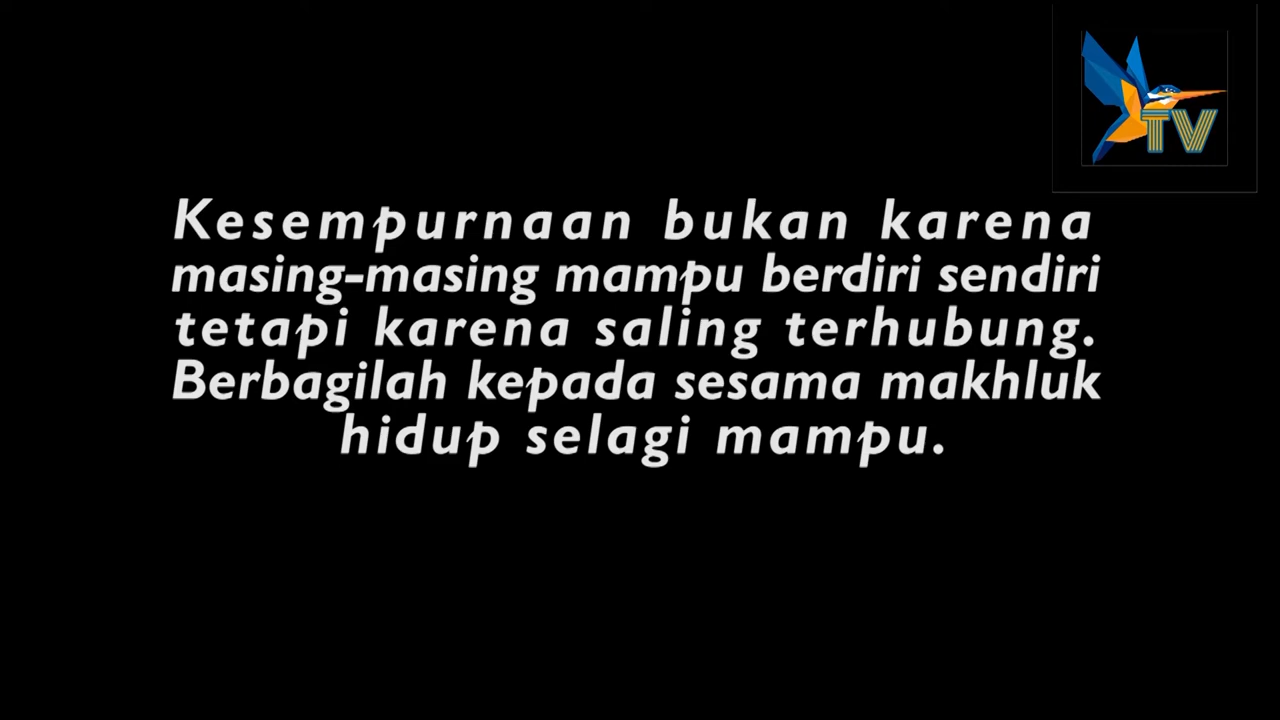 TV
Kesempurnaan bukan karena
masing-masing mampu berdiri sendiri
tetapi karena saling terhubung.
Berbagilah kepada sesama makhluk
hidup selagi mampu.